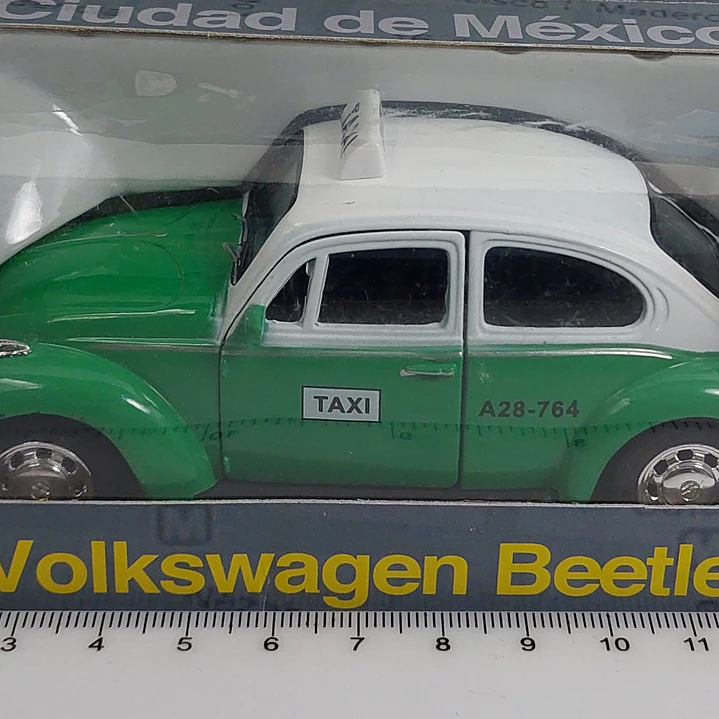 Ciudad de México
TAXI
A28-764
Volkswagen Beetle
3 4 5 6 7 8 9 10 11